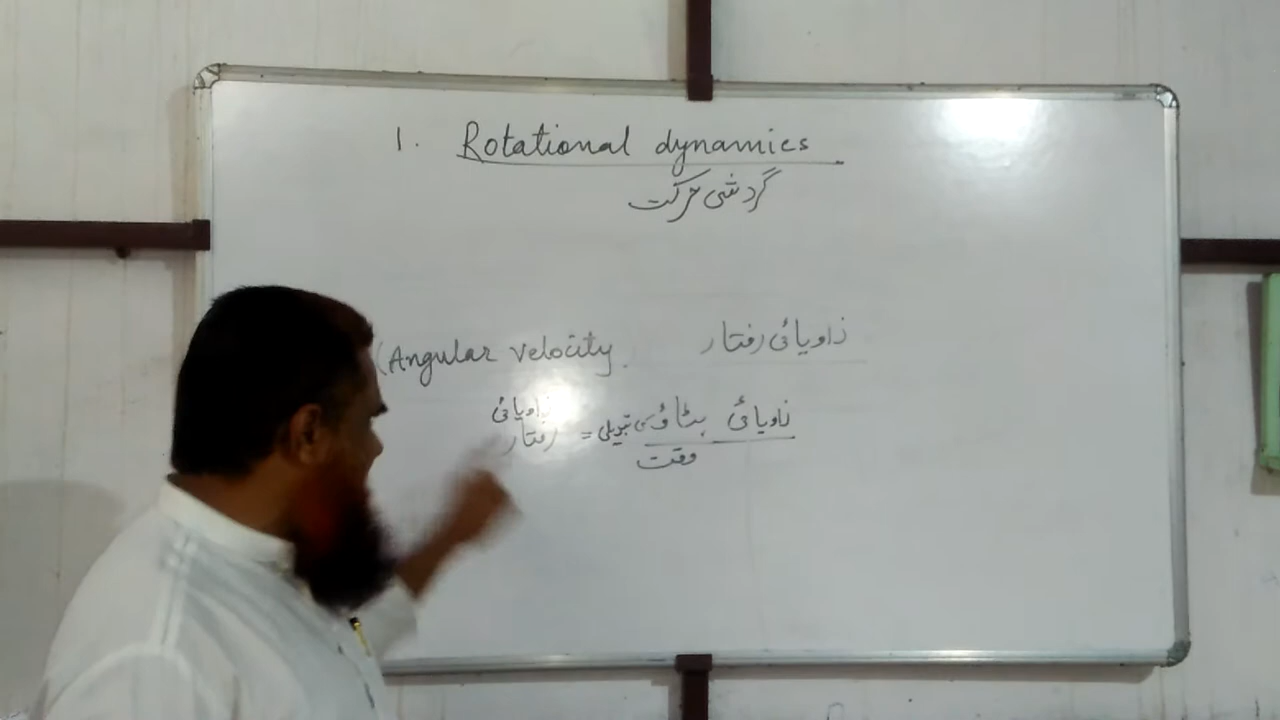 1. Rotational dynamics
گردشی حرکت
(Angular velocity. زاویائی رفتار
زاویائی رفتار = زاویائی ہٹاؤ کی تبدیلی
وقت